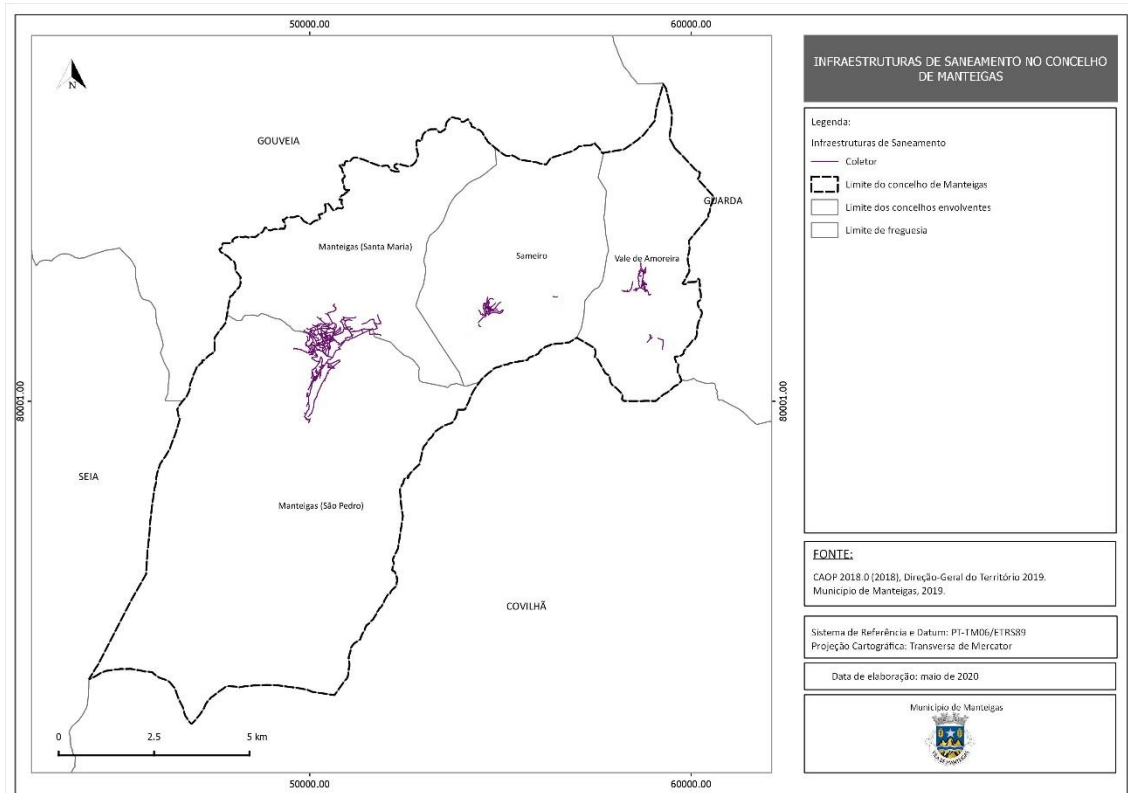 50000.00
60000.00
N
GOUVEIA
GUARDA
Manteigas (Santa Maria)
Sameiro
Vale de Amoreira
80001.00
80001.00
SEIA
Manteigas (São Pedro)
COVILHÃ
0 2.5 5 km
50000.00
60000.00
INFRAESTRUTURAS DE SANEAMENTO NO CONCELHO
DE MANTEIGAS
Legenda:
Infraestruturas de Saneamento
Coletor
Limite do concelho de Manteigas
Limite dos concelhos envolventes
Limite de freguesia
FONTE:
CAOP 2018.0 (2018), Direção-Geral do Território 2019.
Município de Manteigas, 2019.
Sistema de Referência e Datum: PT-TM06/ETRS89
Projeção Cartográfica: Transversa de Mercator
Data de elaboração: maio de 2020
Município de Manteigas
VILA DE MANTEIGAS